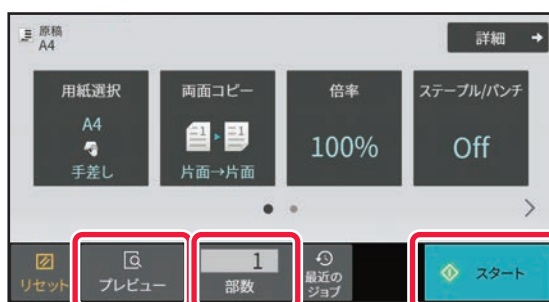 原稿
A4
詳細
用紙選択
A4
手差し
両面コピー
1 1
片面→片面
倍率
100%
ステープル/パンチ
Off
リセット
プレビュー
1
部数
最近の
ジョブ
スタート